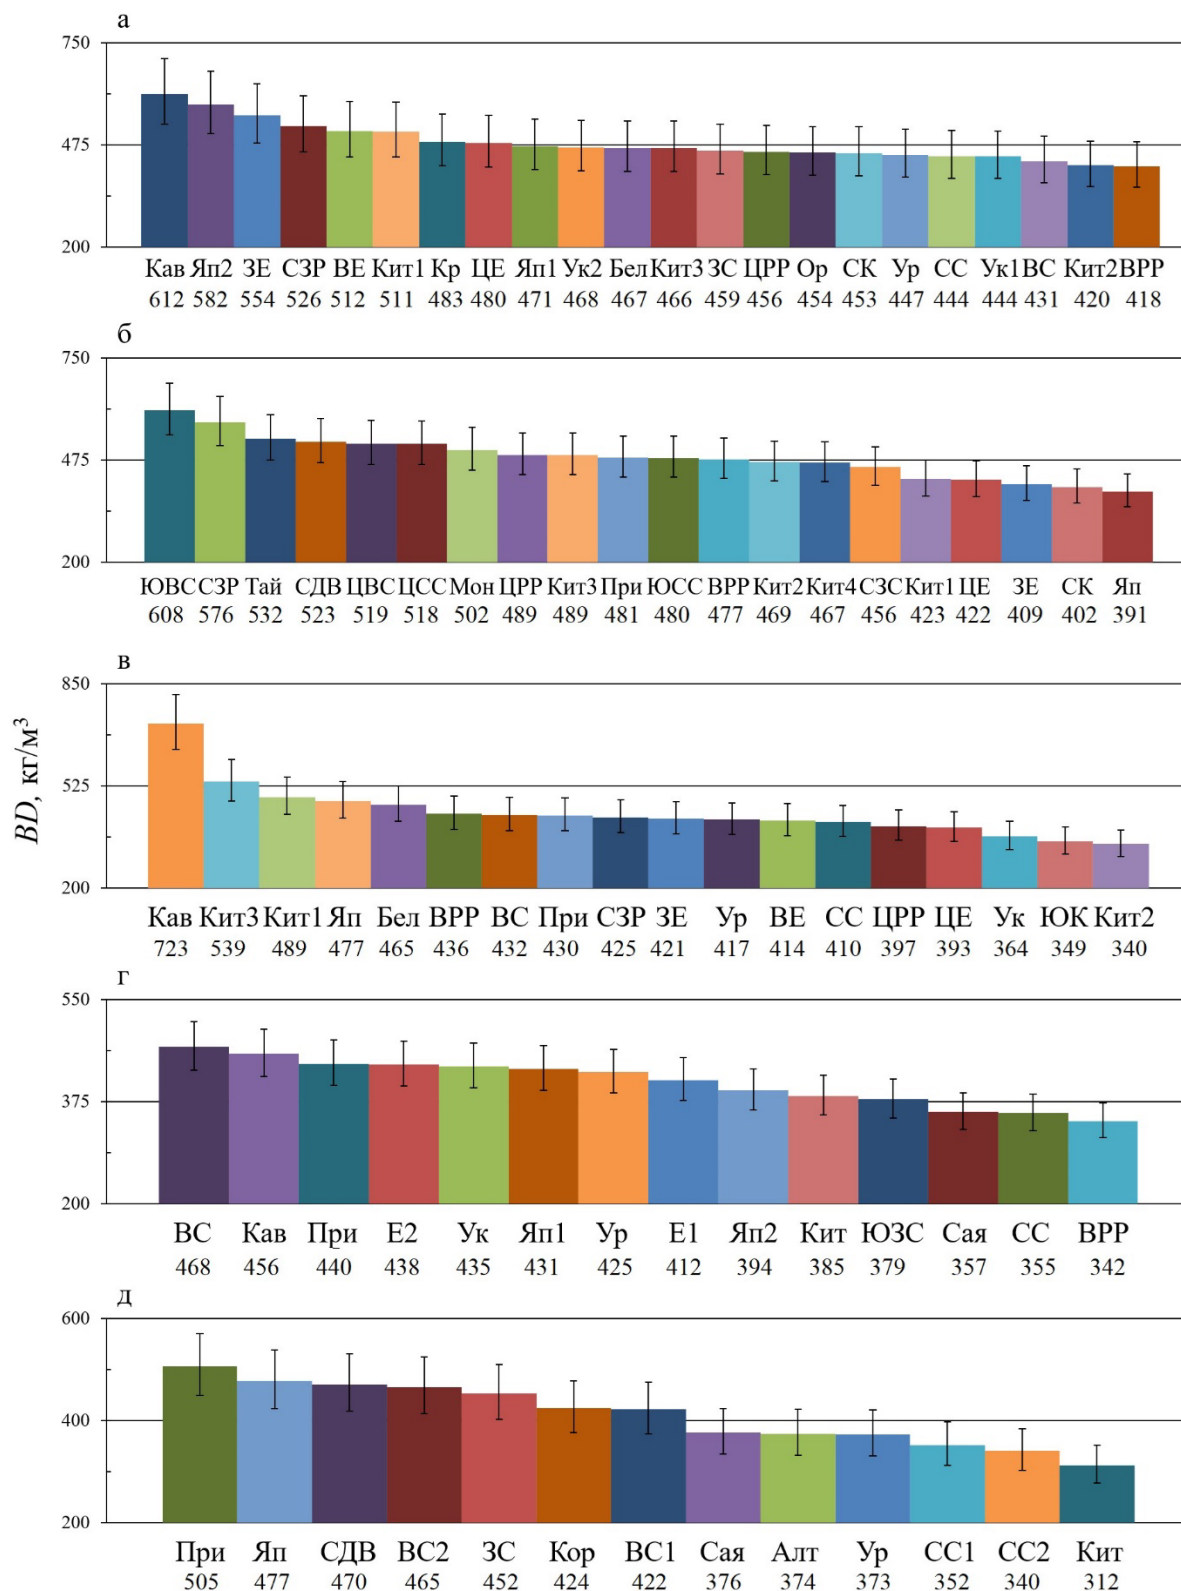 а
750
475
200
Кав Яп2 ЗЕ СЗР ВЕ Кит1 Кр ЦЕ Яп1 Ук2 Бел Кит3 ЗС ЦРР Ор СК Ур СС Ук1 ВС Кит2 ВРР
612 582 554 526 512 511 483 480 471 468 467 466 459 456 454 453 447 444 444 431 420 418
б
750
475
200
ЮВС СЗР Тай СДВ ЦВС ЦСС Мон ЦРР Кит3 При ЮСС ВРР Кит2 Кит4 СЗС Кит1 ЦЕ ЗЕ СК Яп
608 576 532 523 519 518 502 489 489 481 480 477 469 467 456 423 422 409 402 391
в
850
525
200
BD, кг/м³
Кав Кит3 Кит1 Яп Бел ВРР ВС При СЗР ЗЕ Ур ВЕ СС ЦРР ЦЕ Ук ЮК Кит2
723 539 489 477 465 436 432 430 425 421 417 414 410 397 393 364 349 340
г
550
375
200
ВС Кав При Е2 Ук Яп1 Ур Е1 Яп2 Кит ЮЗС Сая СС ВРР
468 456 440 438 435 431 425 412 394 385 379 357 355 342
д
600
400
200
При Яп СДВ ВС2 ЗС Кор ВС1 Сая Алт Ур СС1 СС2 Кит
505 477 470 465 452 424 422 376 374 373 352 340 312